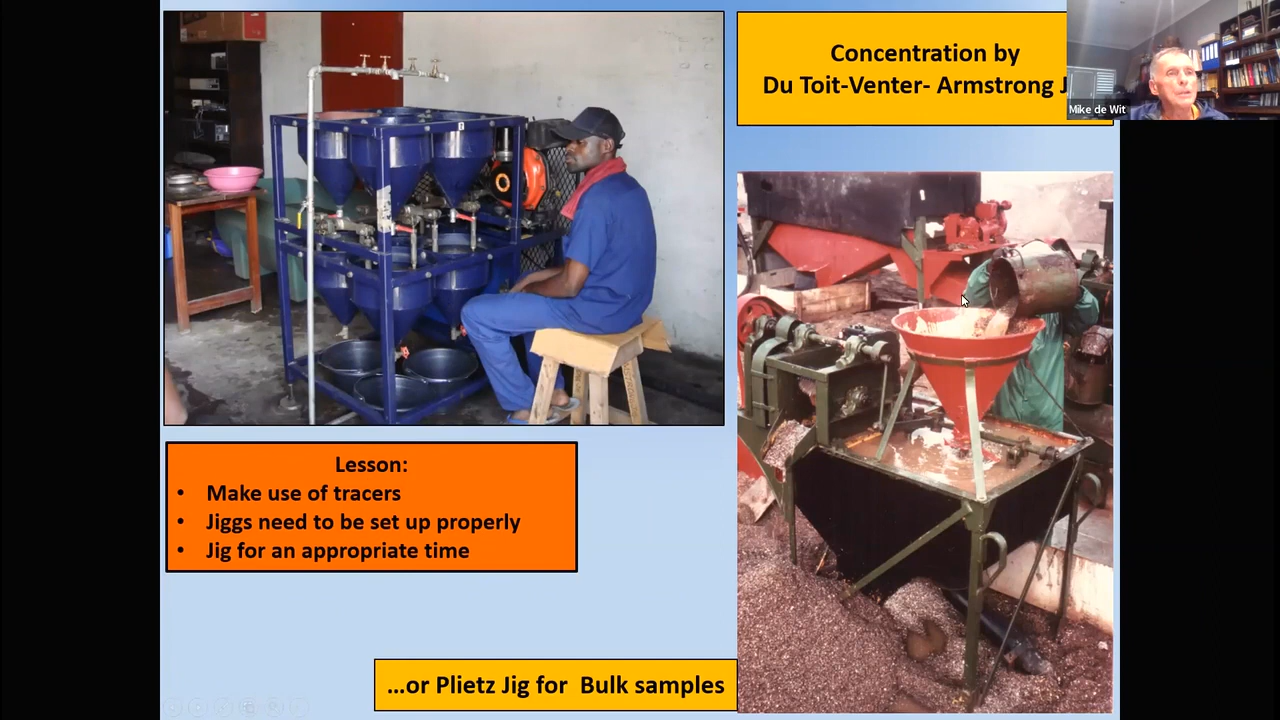 Concentration by
Du Toit-Venter- Armstrong
Mike de Wit
Lesson:
• Make use of tracers
• Jiggs need to be set up properly
• Jig for an appropriate time
...or Plietz Jig for Bulk samples